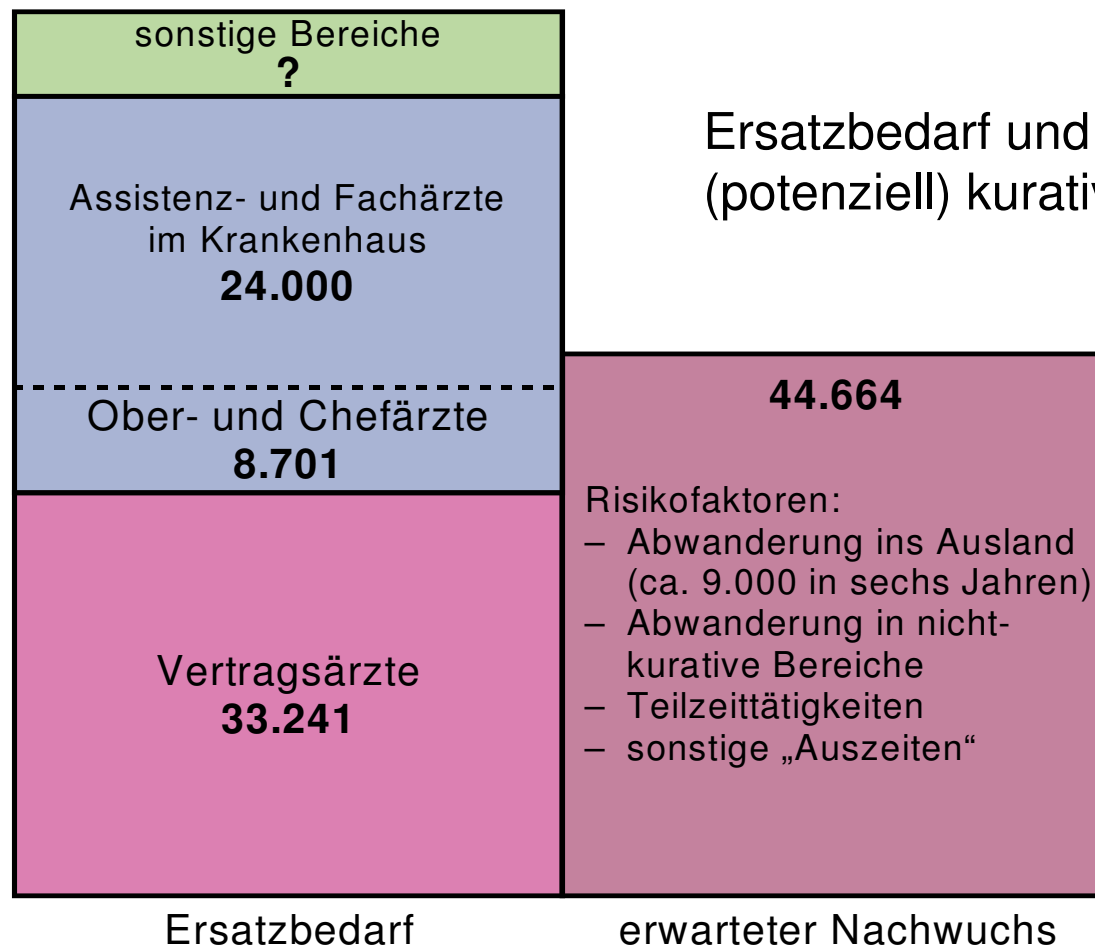 sonstige Bereiche
?
Assistenz- und Fachärzte
im Krankenhaus
24.000
Ober- und Chefärzte
8.701
Vertragsärzte
33.241
Ersatzbedarf
Ersatzbedarf und
(potenziell)
44.664
Risikofaktoren:
– Abwanderung ins Ausland
(ca. 9.000 in sechs Jahren)
– Abwanderung in nicht-
kurative Bereiche
– Teilzeittätigkeiten
– sonstige „Auszeiten“
erwarteter Nachwuchs